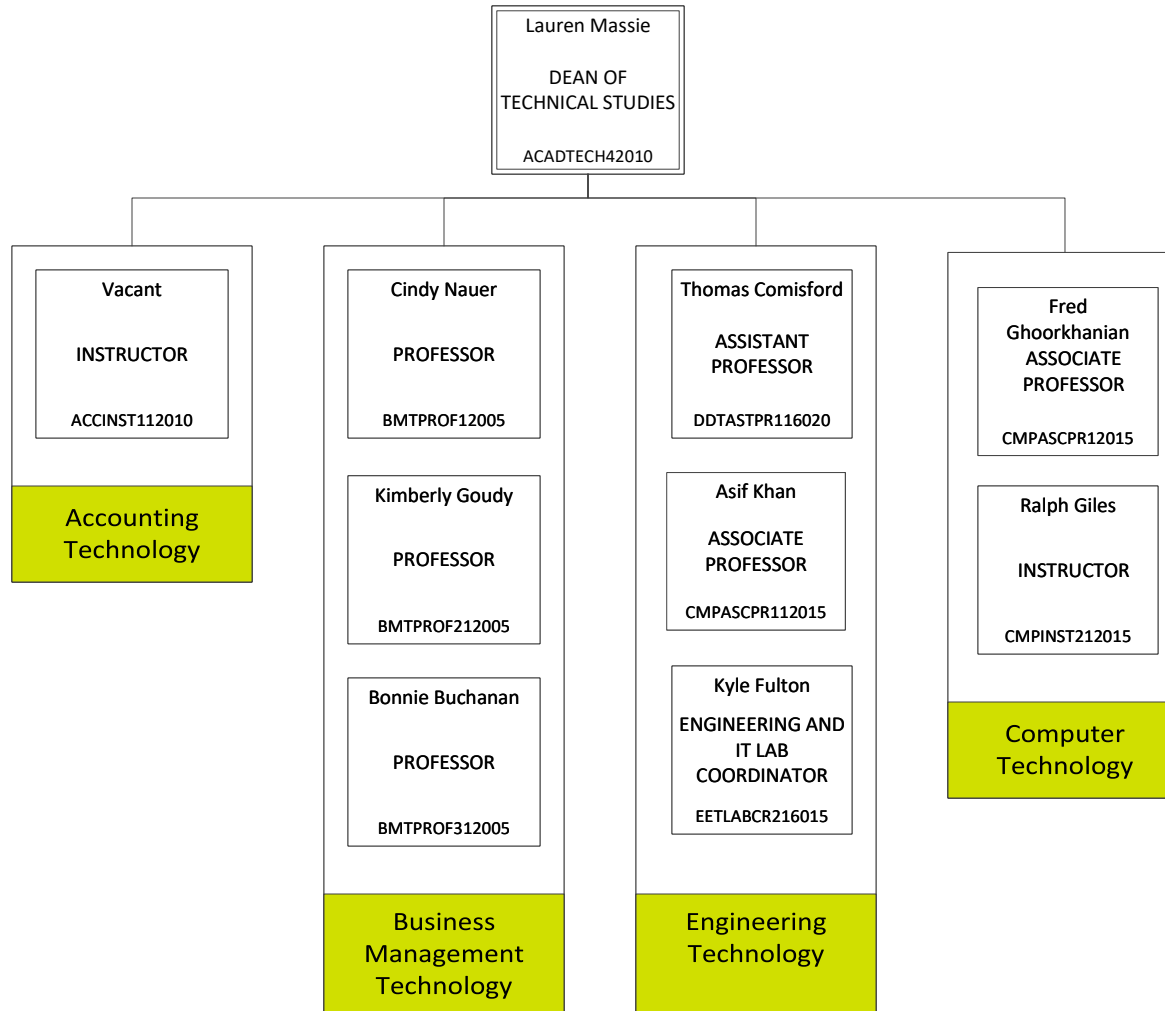 Lauren Massie
DEAN OF
TECHNICAL STUDIES
ACADTECH42010
Vacant
INSTRUCTOR
ACCINST112010
Accounting
Technology
Cindy Nauer
PROFESSOR
BMTPROF12005
Kimberly Goudy
PROFESSOR
BMTPROF212005
Bonnie Buchanan
PROFESSOR
BMTPROF312005
Business
Management
Technology
Thomas Comisford
ASSISTANT
PROFESSOR
DDTASTPR116020
Asif Khan
ASSOCIATE
PROFESSOR
CMPASCPR112015
Kyle Fulton
ENGINEERING AND
IT LAB
COORDINATOR
EETLABCR216015
Engineering
Technology
Fred
Ghoorkhanian
ASSOCIATE
PROFESSOR
CMPASCPR12015
Ralph Giles
INSTRUCTOR
CMPINST212015
Computer
Technology